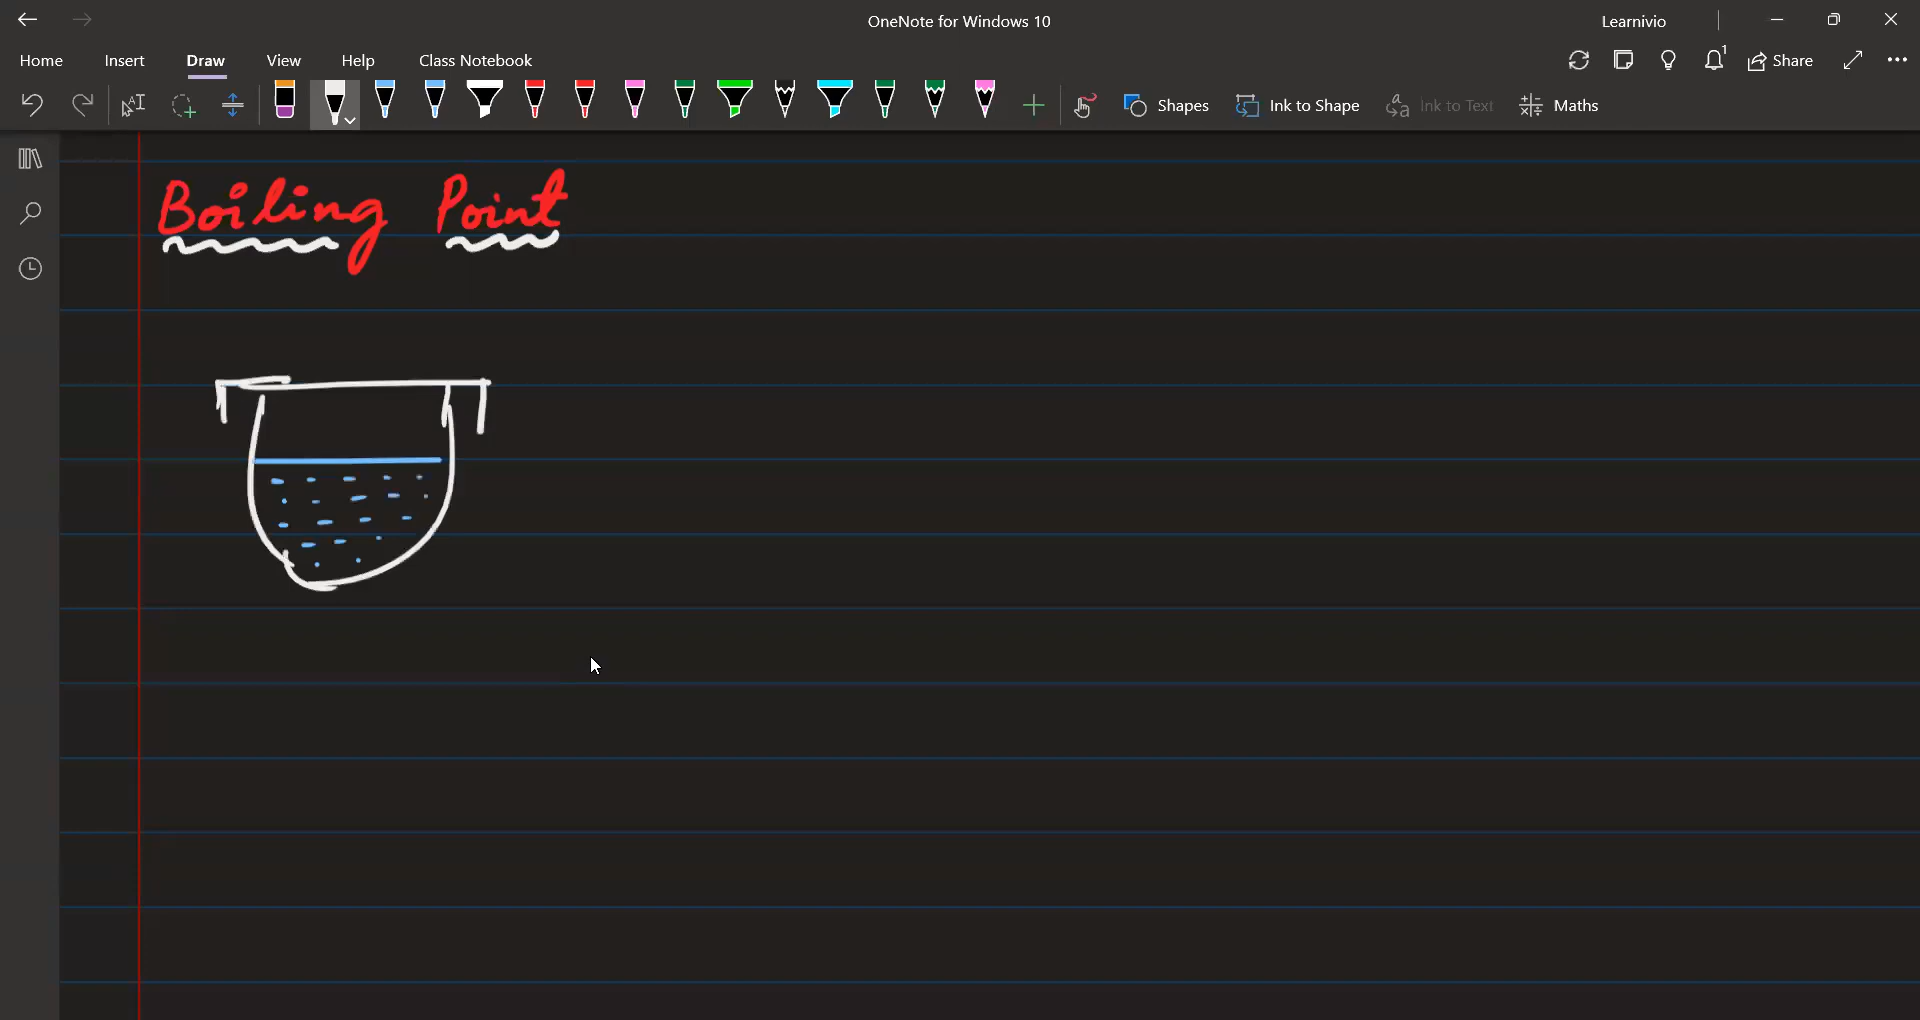 OneNote for Windows 10
Learnivio
Home Insert Draw View Help Class Notebook
1
Share
Shapes Ink to Shape Ink to Text Maths
Boiling Point